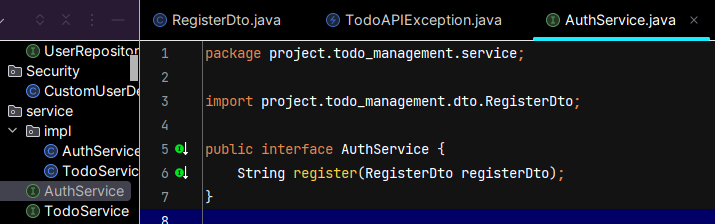 RegisterDto.java
TodoAPIException.java
AuthService.java
UserRepositor
Security
CustomUserDe
service
impl
AuthService
TodoService
AuthService
TodoService
1 package project.todo_management.service;
2
3 import project.todo_management.dto.RegisterDto;
4
5 public interface AuthService {
6 String register(RegisterDto registerDto);
7 }
8